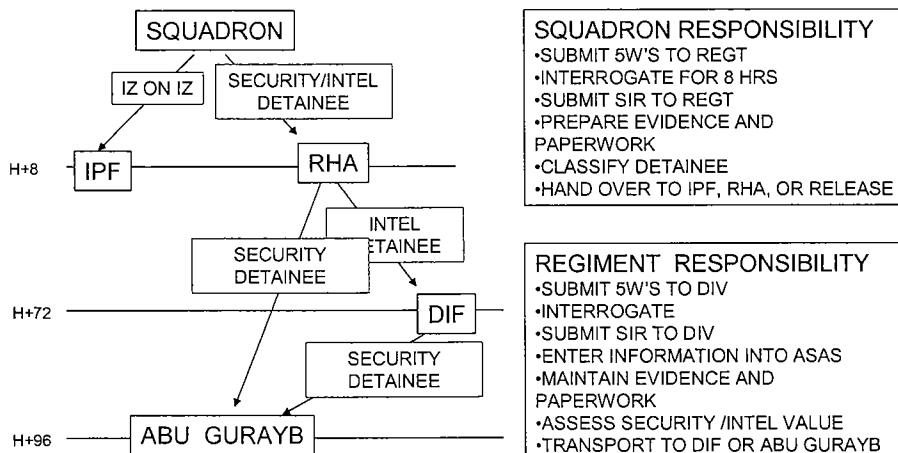 SQUADRON
IZ ON IZ
SECURITY/INTEL
DETAINEE
H+8
IPF
RHA
INTEL
DETAINEE
SECURITY
DETAINEE
H+72
DIF
SECURITY
DETAINEE
H+96
ABU GURAYB
SQUADRON RESPONSIBILITY
•SUBMIT 5W'S TO REGT
•INTERROGATE FOR 8 HRS
•SUBMIT SIR TO REGT
•PREPARE EVIDENCE AND
PAPERWORK
•CLASSIFY DETAINEE
•HAND OVER TO IPF, RHA, OR RELEASE
REGIMENT RESPONSIBILITY
•SUBMIT 5W'S TO DIV
•INTERROGATE
•SUBMIT SIR TO DIV
•ENTER INFORMATION INTO ASAS
•MAINTAIN EVIDENCE AND
PAPERWORK
•ASSESS SECURITY /INTEL VALUE
•TRANSPORT TO DIF OR ABU GURAYB